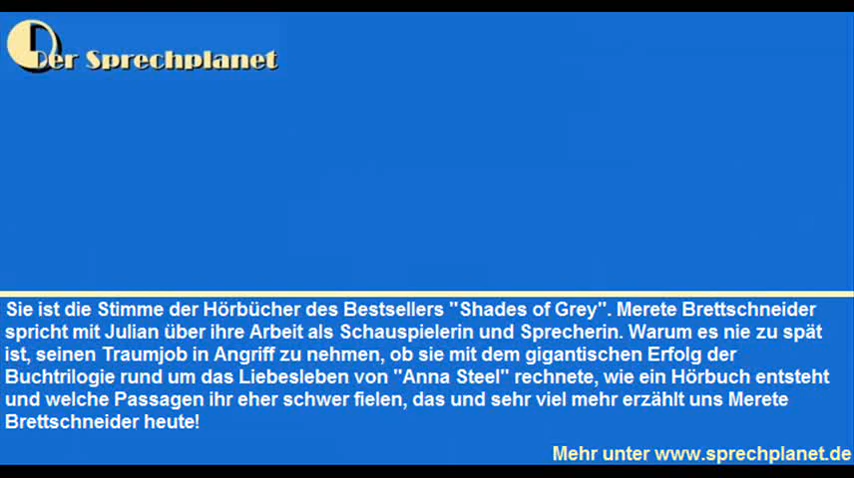 Der Sprechplanet
Sie ist die Stimme der Hörbücher des Bestsellers "Shades of Grey". Merete Brettschneider
spricht mit Julian über ihre Arbeit als Schauspielerin und Sprecherin. Warum es nie zu spät
ist, seinen Traumjob in Angriff zu nehmen, ob sie mit dem gigantischen Erfolg der
Buchtrilogie rund um das Liebesleben von "Anna Steel" rechnete, wie ein Hörbuch entsteht
und welche Passagen ihr eher schwer fielen, das und sehr viel mehr erzählt uns Merete
Brettschneider heute!
Mehr unter www.sprechplanet.de